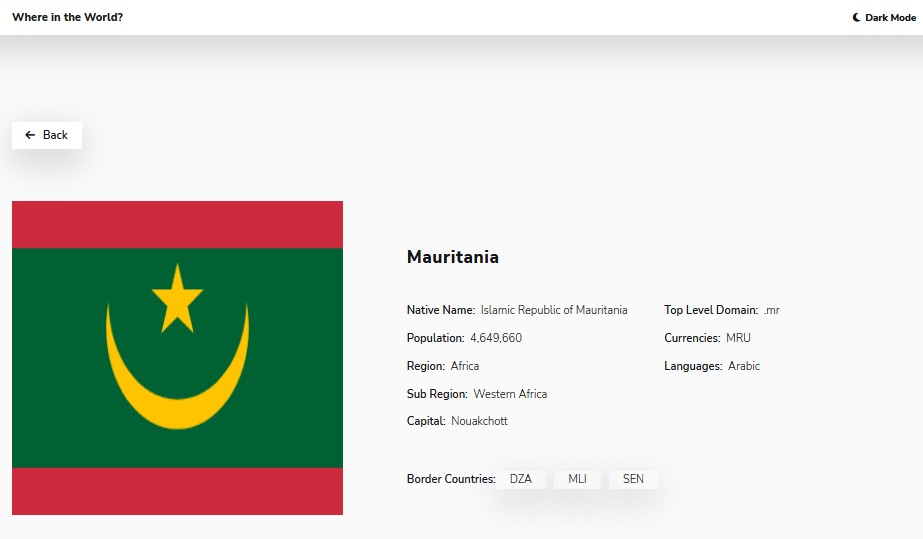 Where in the World?
Dark Mode
Back
Mauritania
Native Name: Islamic Republic of Mauritania
Population: 4,649,660
Region: Africa
Sub Region: Western Africa
Capital: Nouakchott
Top Level Domain: .mr
Currencies: MRU
Languages: Arabic
Border Countries: DZA MLI SEN